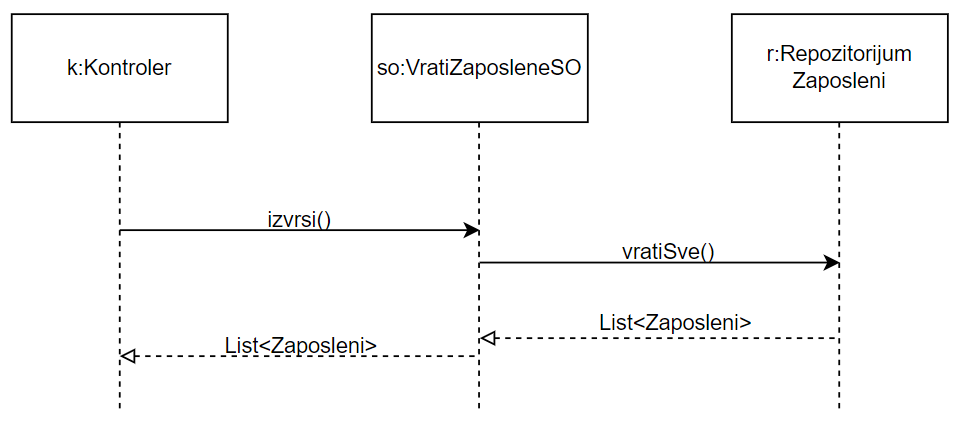 k:Kontroler
so:VratiZaposleneSO
r:Repozitorijum
Zaposleni
izvrsi()
vratiSve()
List<Zaposleni>
List<Zaposleni>